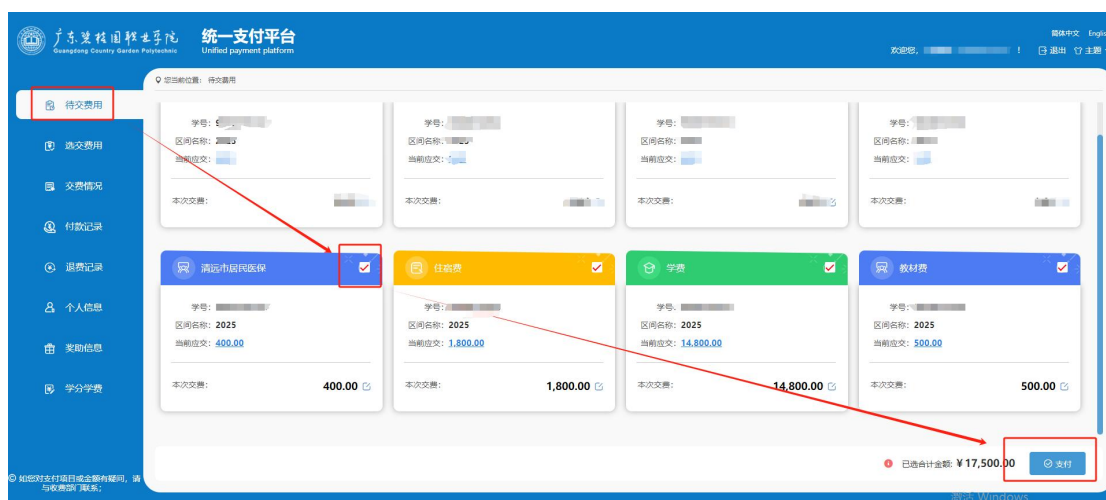 广东碧桂园职业学院
Guangdong Country Garden Polytechnic
统一支付平台
Unified payment platform
简体中文 Englis
欢迎您, ! 退出 主题
您当前位置: 待交费用
待交费用
选交费用
交费情况
付款记录
退费记录
个人信息
奖助信息
学分学费
学号: 学号: 学号: 学号:
区间名称: 区间名称: 区间名称: 区间名称:
当前应交: 当前应交: 当前应交: 当前应交:
本次交费: 本次交费: 本次交费: 本次交费:
清远市居民医保
学号:
区间名称: 2025
当前应交: 400.00
本次交费: 400.00
住宿费
学号:
区间名称: 2025
当前应交: 1,800.00
本次交费: 1,800.00
学费
学号:
区间名称: 2025
当前应交: 14,800.00
本次交费: 14,800.00
教材费
学号:
区间名称: 2025
当前应交: 500.00
本次交费: 500.00
已选合计金额: ¥17,500.00 支付
如您对支付项目或金额有疑问, 请
与收费部门联系;
激活 Windows